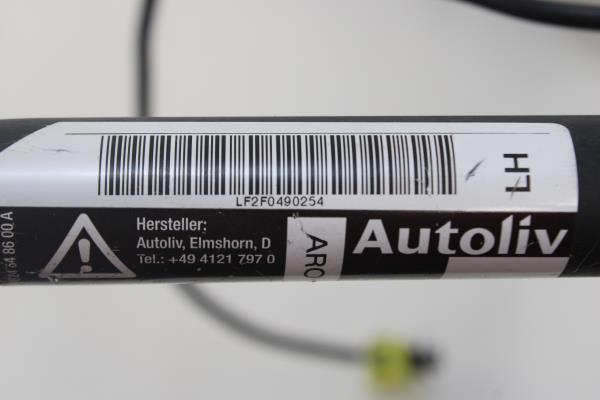 LF2F0490254
LH
Hersteller:
Autoliv, Elmshorn, D
Tel.: +49 4121 797 0
Autoliv